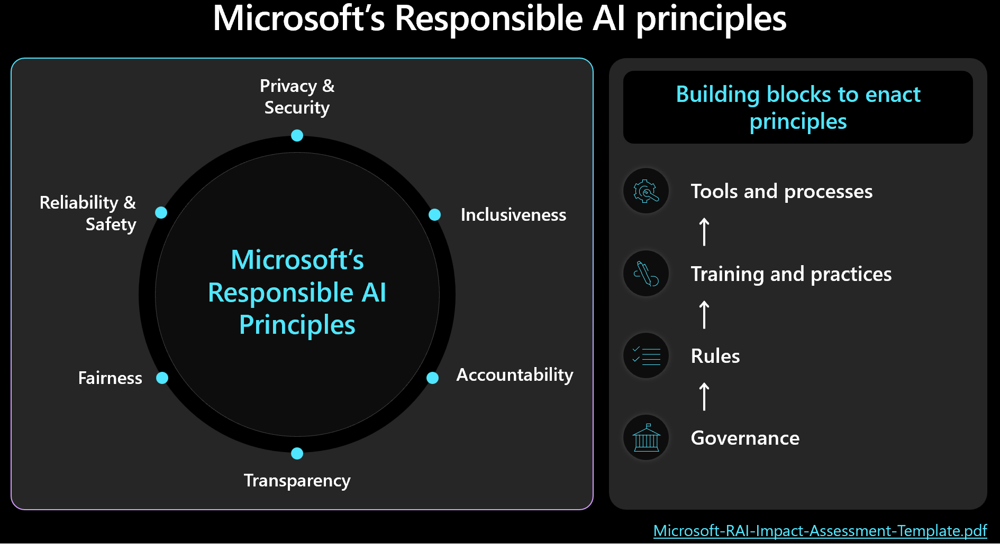 Microsoft's Responsible AI principles
Privacy &
Security
Reliability &
Safety
Inclusiveness
Microsoft's
Responsible AI
Principles
Fairness
Accountability
Transparency
Building blocks to enact
principles
Tools and processes
Training and practices
Rules
Governance
Microsoft-RAI-Impact-Assessment-Template.pdf